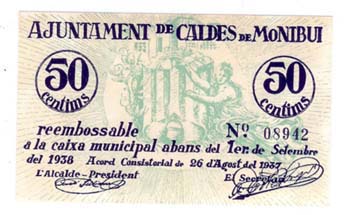 AJUNTAMENT DE CALDES DE MONTBUI
50 centims
50 centims
reembossable Nº 08942
a la caixa municipal abans del 1er. de Setembre
del 1938 Acord Consistorial de 26 d'Agost del 1937
L'Alcalde-President El Secretari